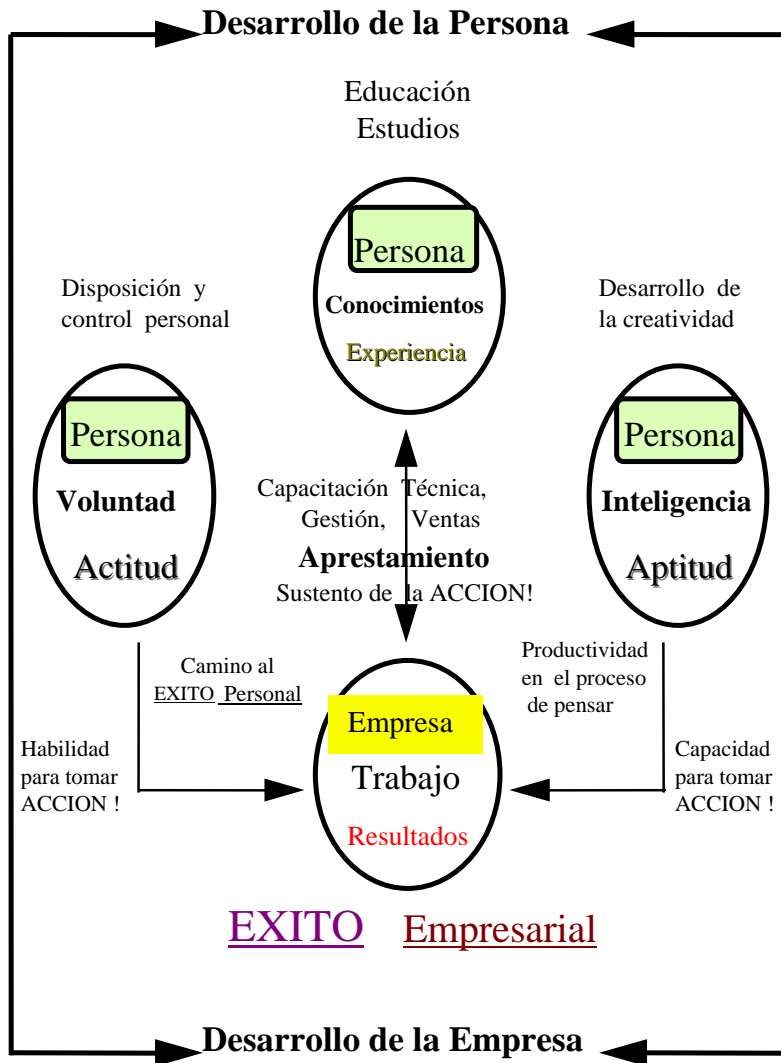 Desarrollo de la Persona
Educación
Estudios
Persona
Conocimientos
Experiencia
Disposición y
control personal
Persona
Voluntad
Actitud
Desarrollo de
la creatividad
Persona
Inteligencia
Aptitud
Capacitación Técnica,
Gestión, Ventas
Aprestamiento
Sustento de la ACCION!
Camino al
EXITO Personal
Habilidad
para tomar
ACCION !
Productividad
en el proceso
de pensar
Capacidad
para tomar
ACCION !
Empresa
Trabajo
Resultados
EXITO Empresarial
Desarrollo de la Empresa